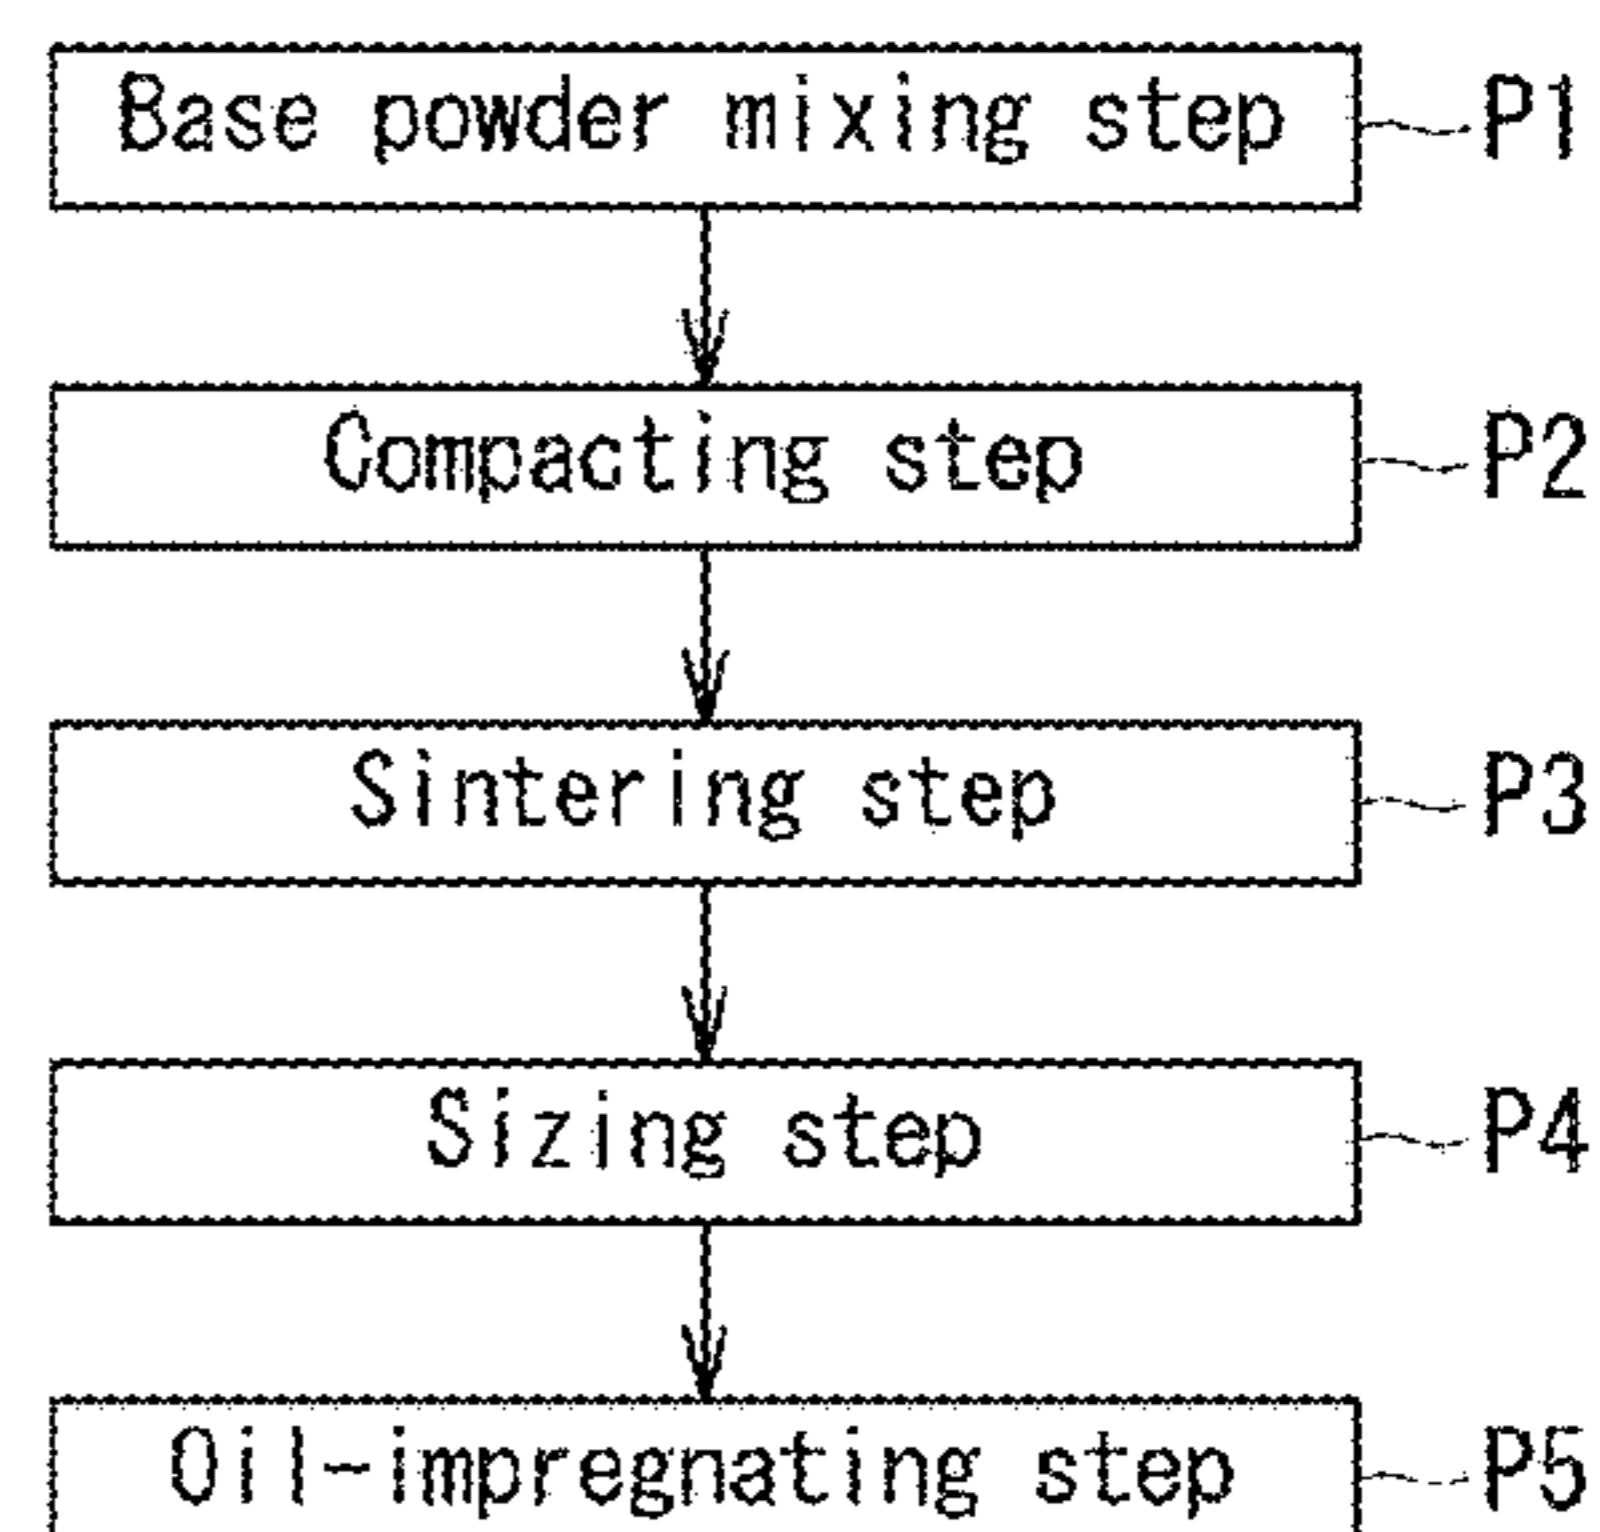 Base powder mixing step P1
Compacting step P2
Sintering step P3
Sizing step P4
Oil-impregnating step P5